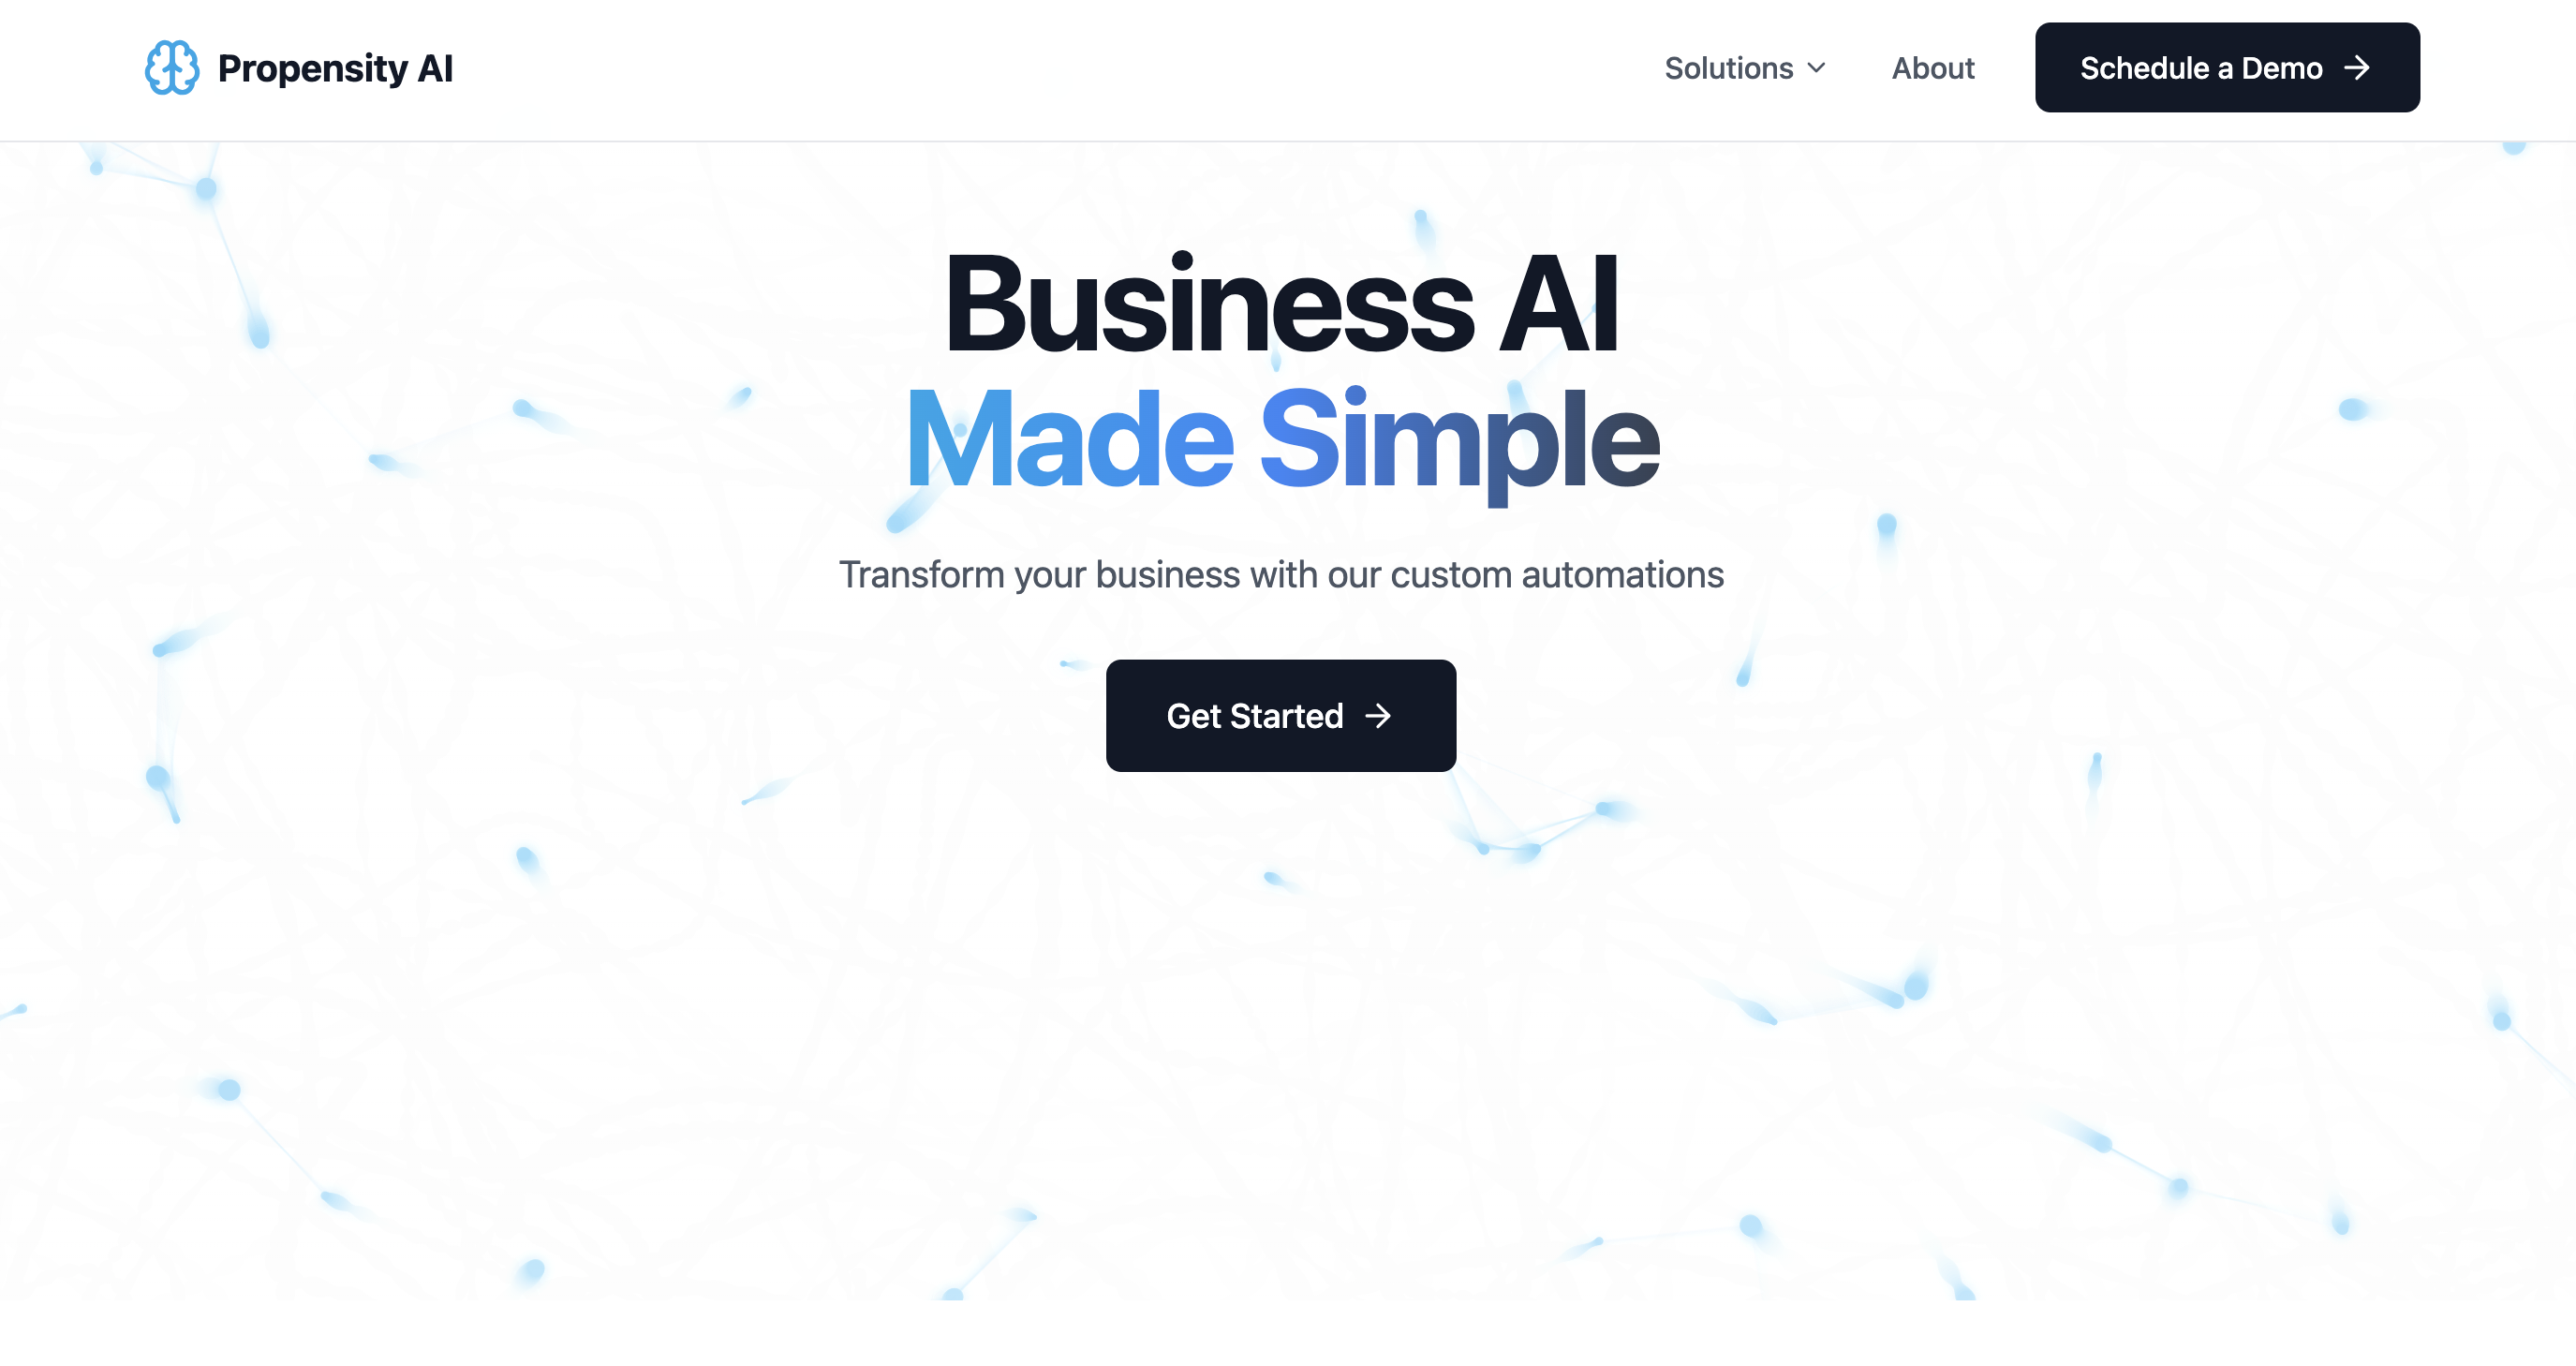 Propensity AI
Solutions
About
Schedule a Demo
Business AI
Made Simple
Transform your business with our custom automations
Get Started